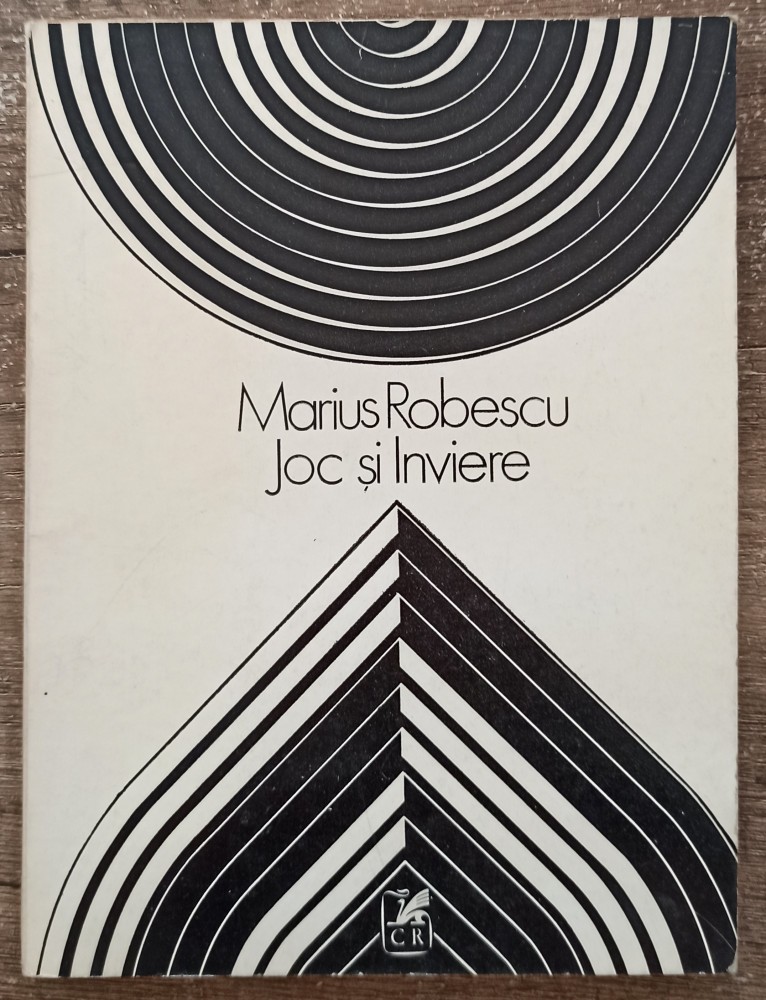 Marius Robescu
Joc și Inviere
CR